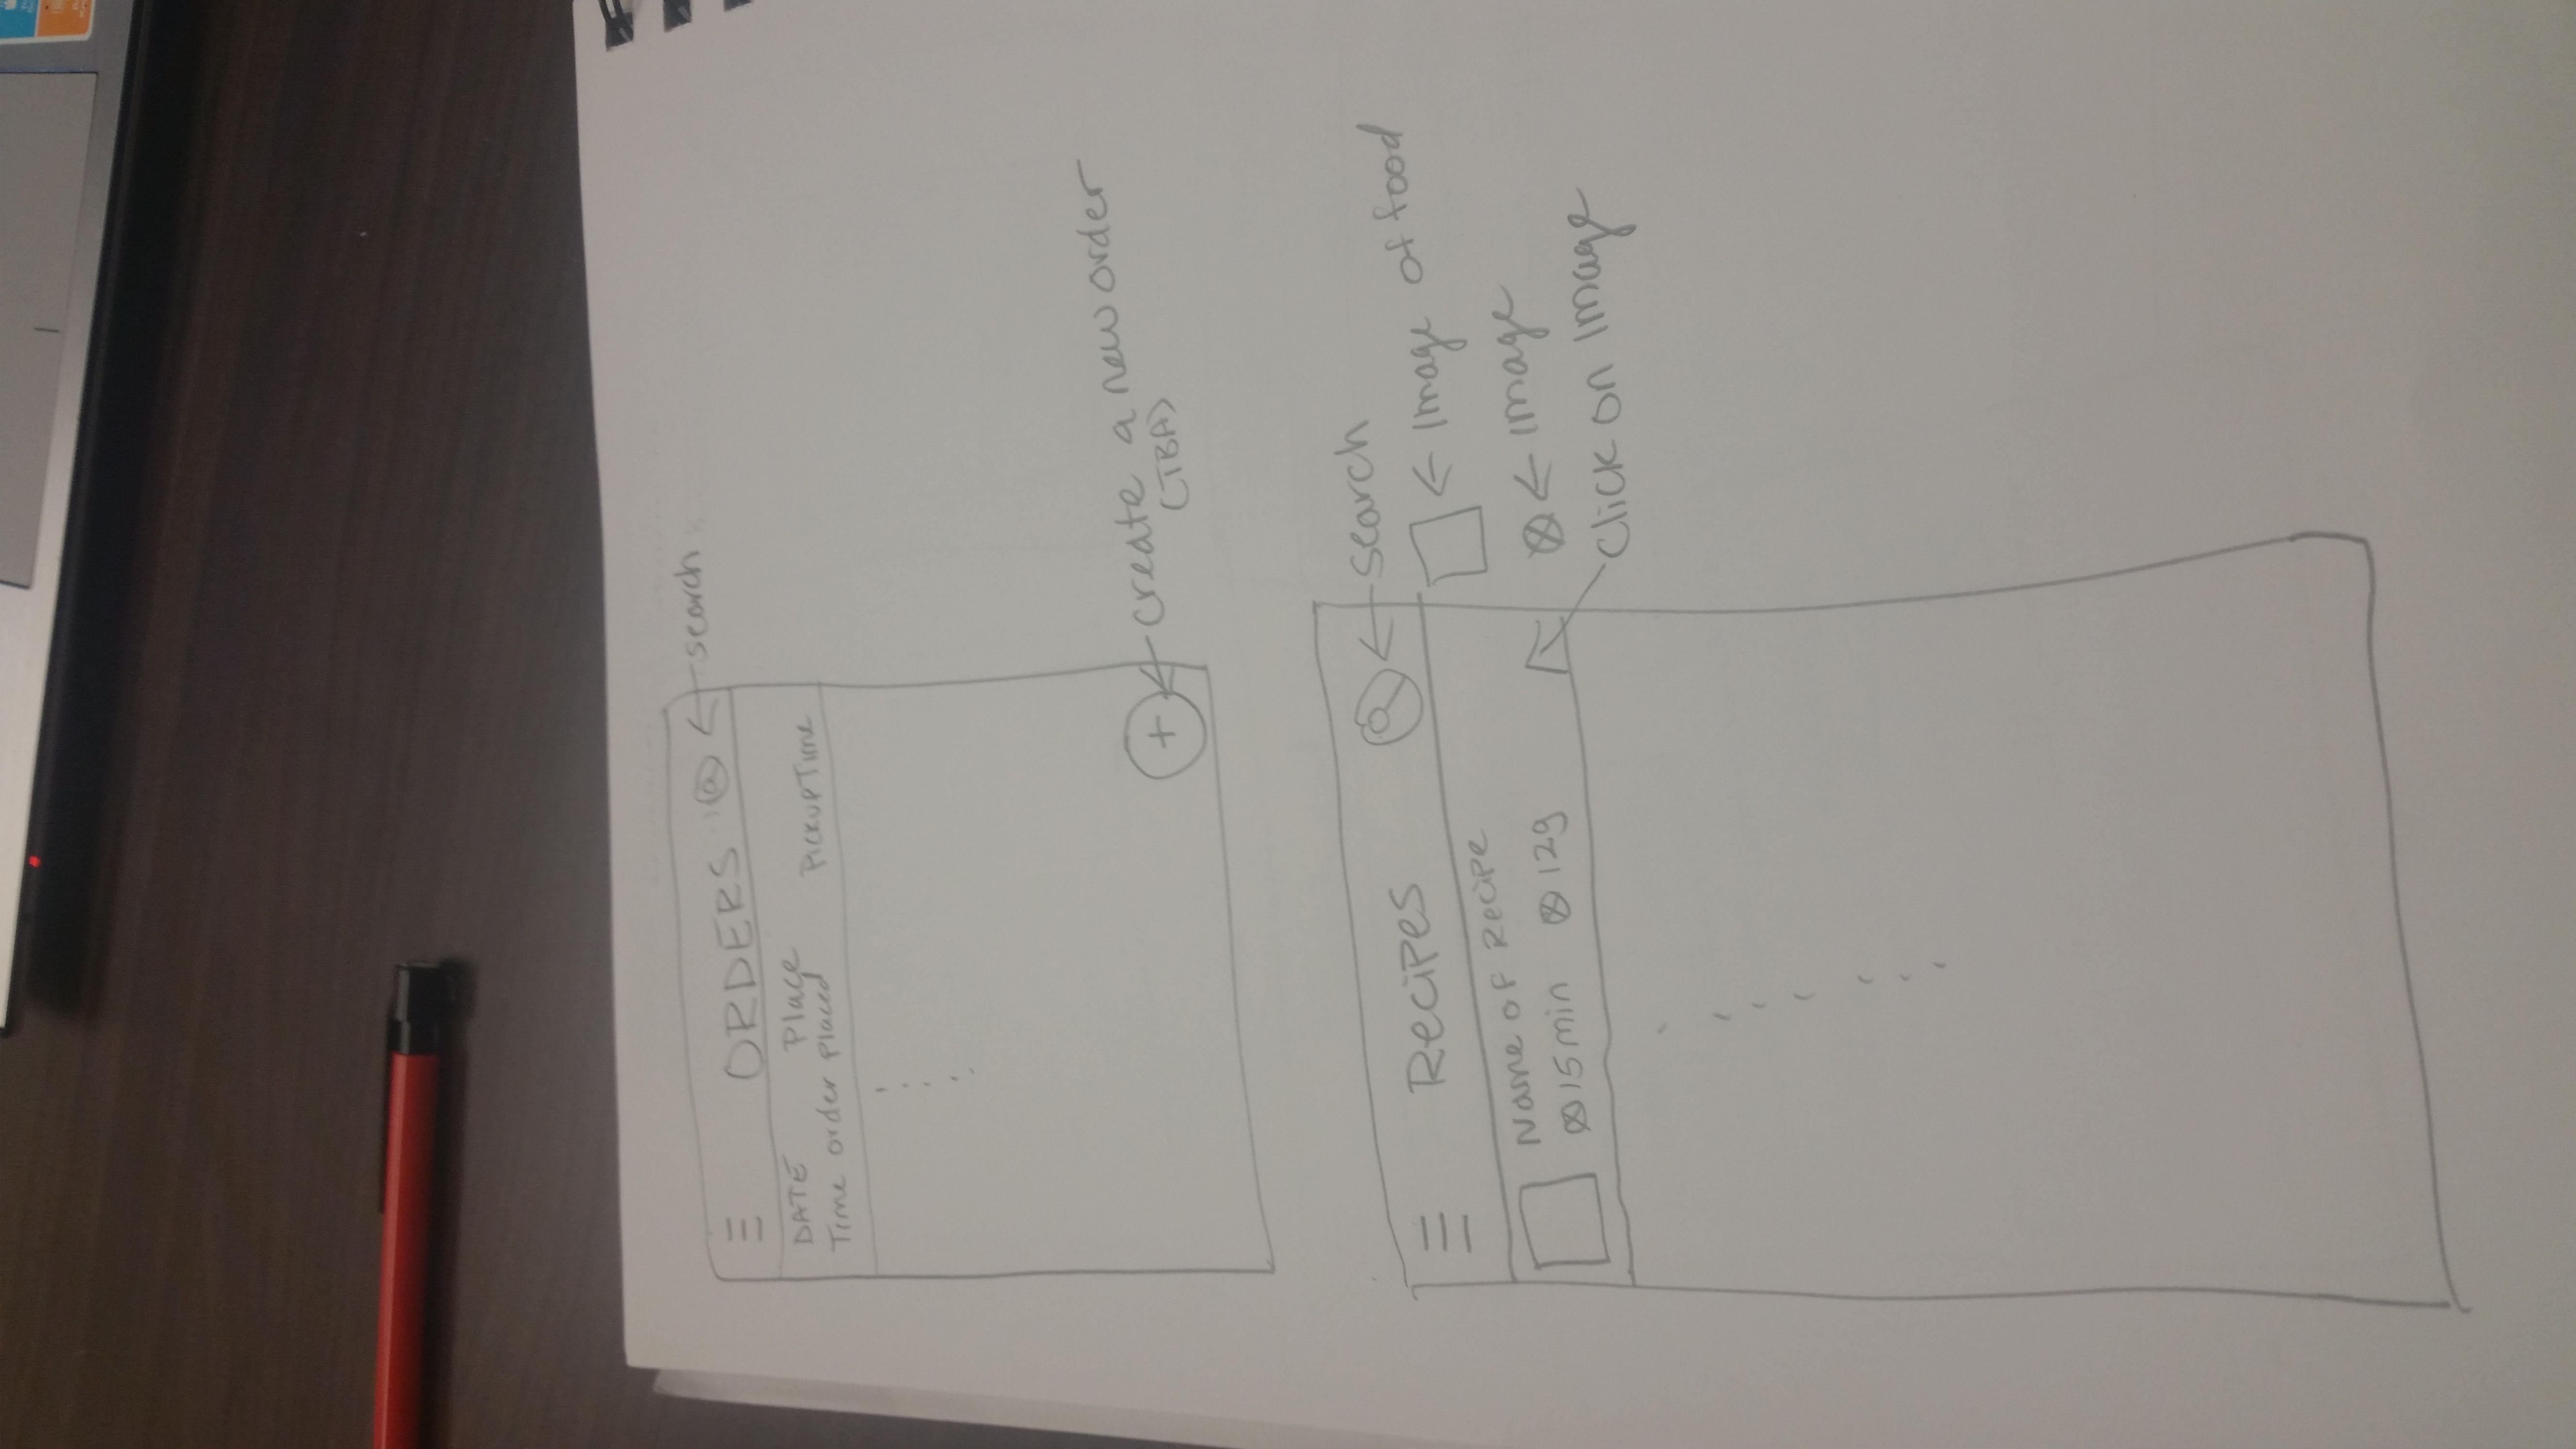 ORDERS
search
DATE Place
Time order placed PickupTime
+ create a new order
(TBA)
Recipes
search
Image of food
Name of Recipe
15min 12g
Image
Click on Image